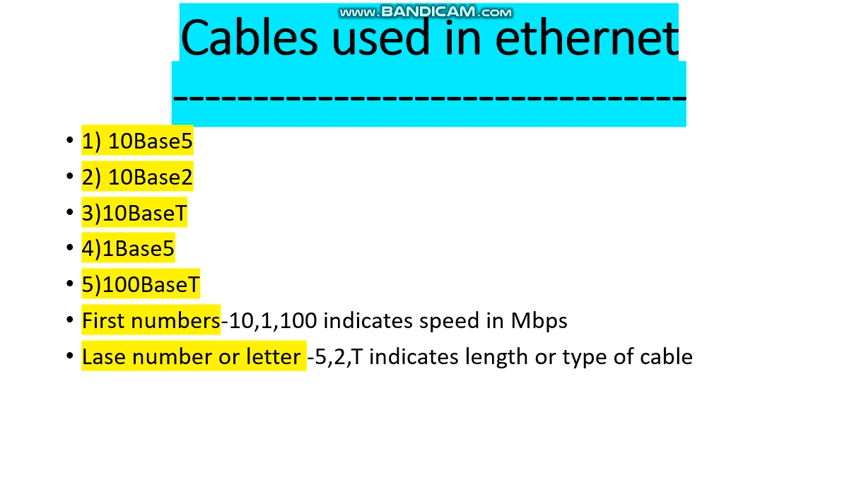 www.BANDICAM.com
Cables used in ethernet
--------------------------------
• 1) 10Base5
• 2) 10Base2
• 3)10BaseT
• 4)1Base5
• 5)100BaseT
• First numbers-10,1,100 indicates speed in Mbps
• Lase number or letter -5,2,T indicates length or type of cable